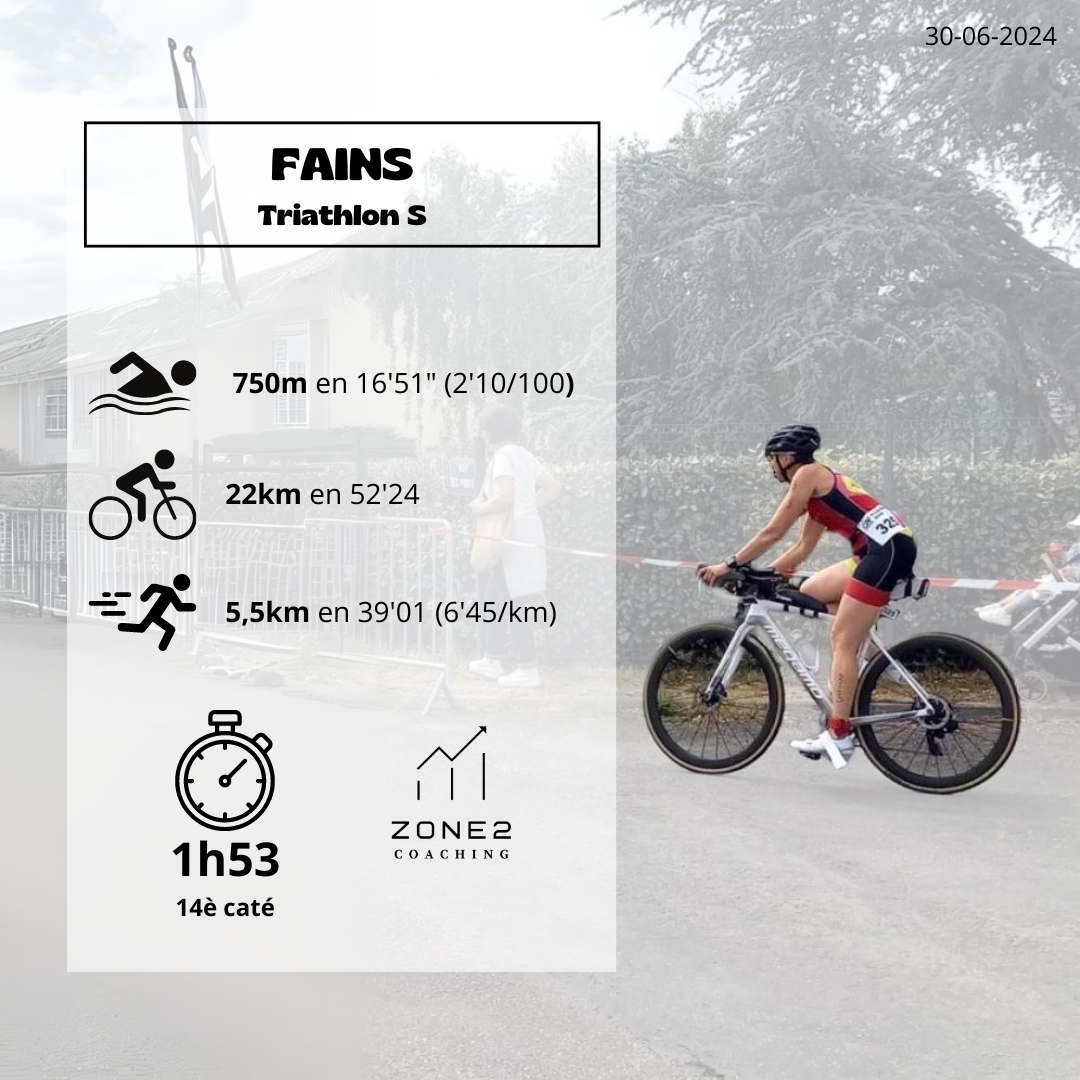 30-06-2024
FAINS
Triathlon S
750m en 16'51" (2'10/100)
22km en 52'24
5,5km en 39'01 (6'45/km)
1h53
14è caté
ZONE2
COACHING
MEGAMO